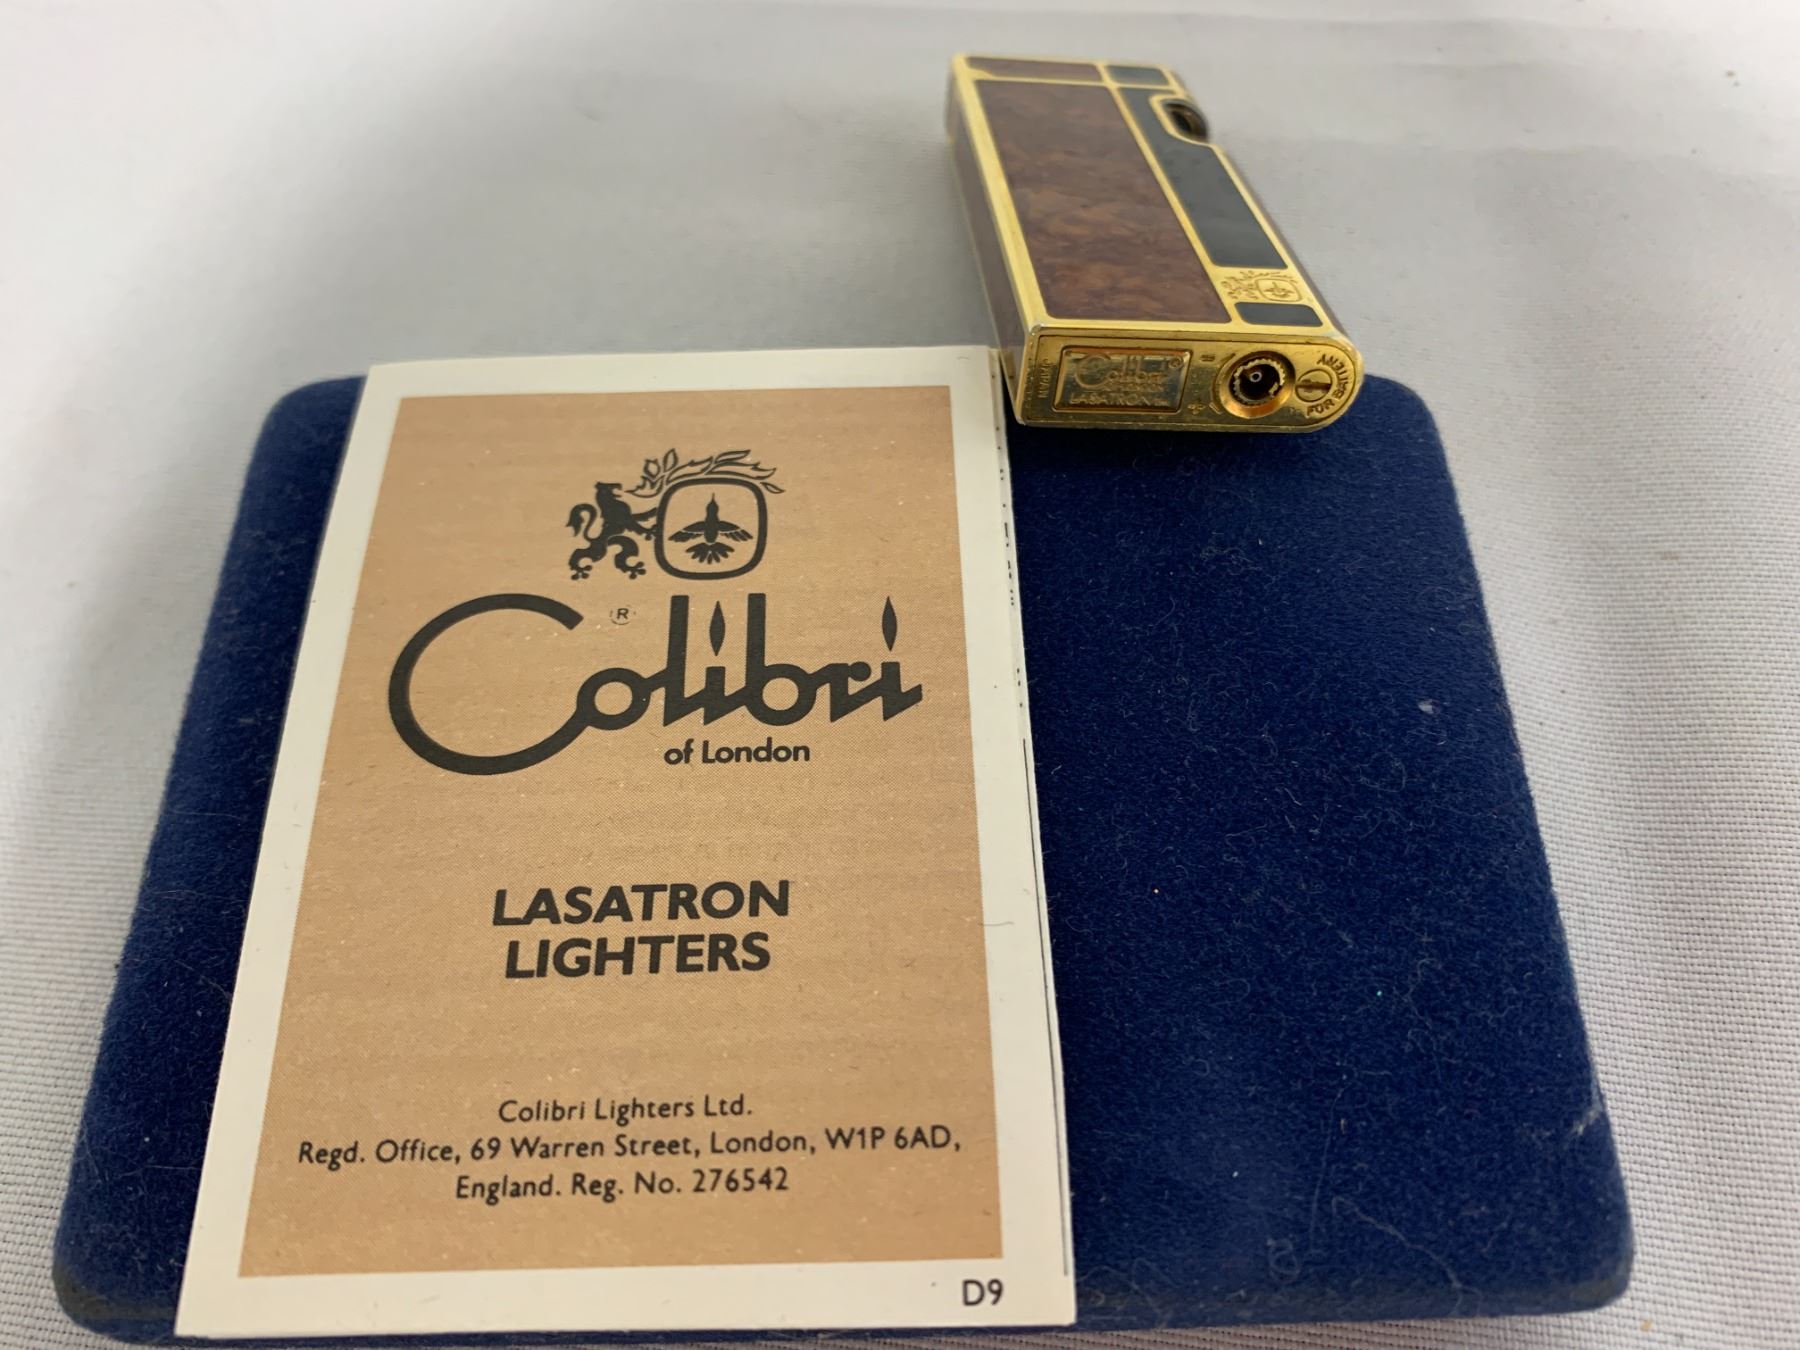 Colibri
LASATRON
JAPAN
FOR BATTERY
®
Colibri
of London
LASATRON
LIGHTERS
Colibri Lighters Ltd.
Regd. Office, 69 Warren Street, London, W1P 6AD,
England. Reg. No. 276542
D9